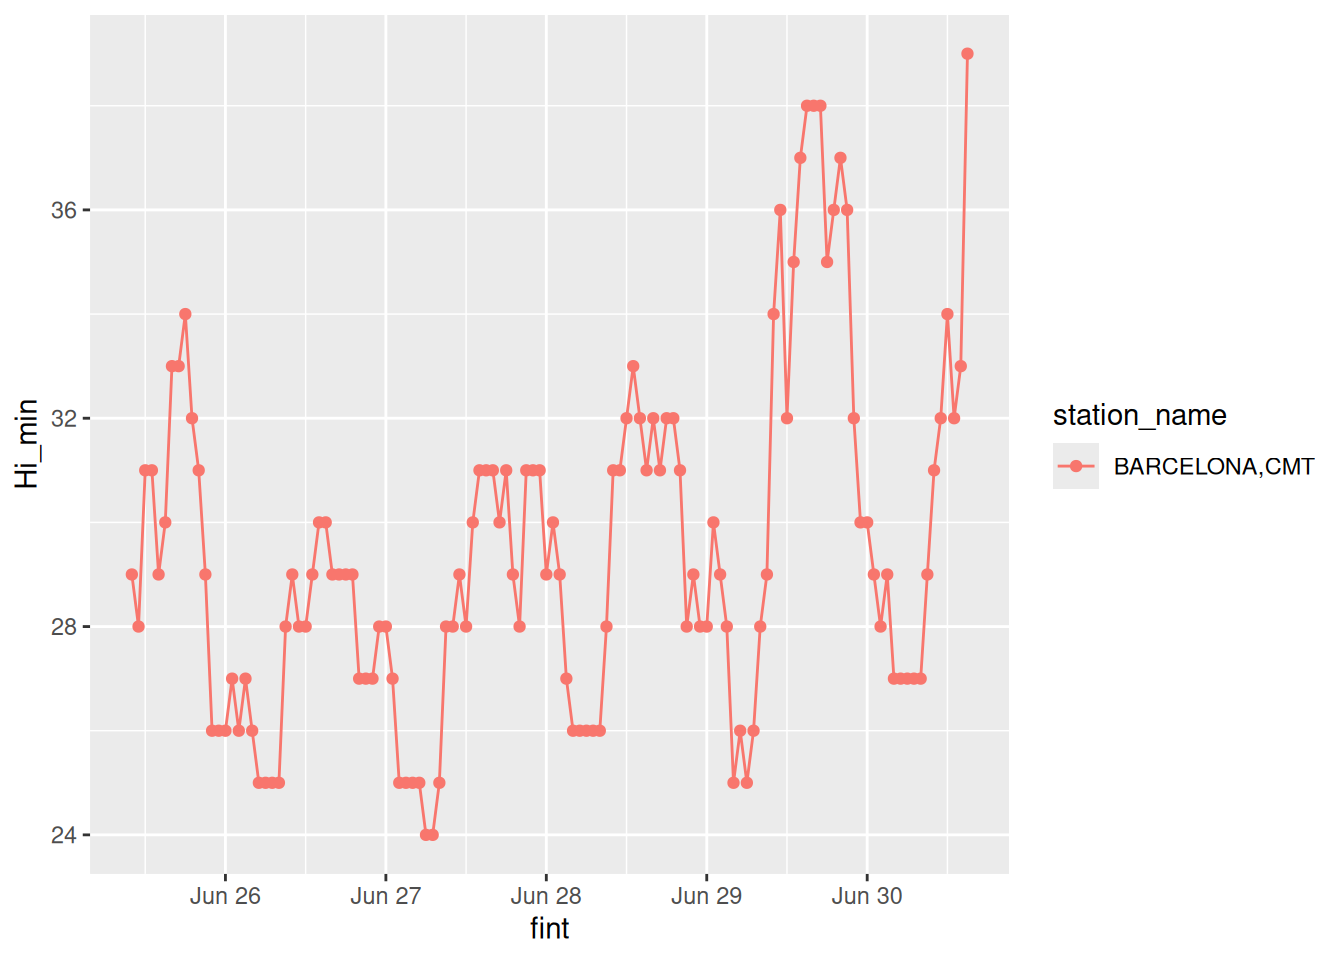 Hi_min
36
32
28
24
Jun 26
Jun 27
Jun 28
Jun 29
Jun 30
fint
station_name
BARCELONA,CMT